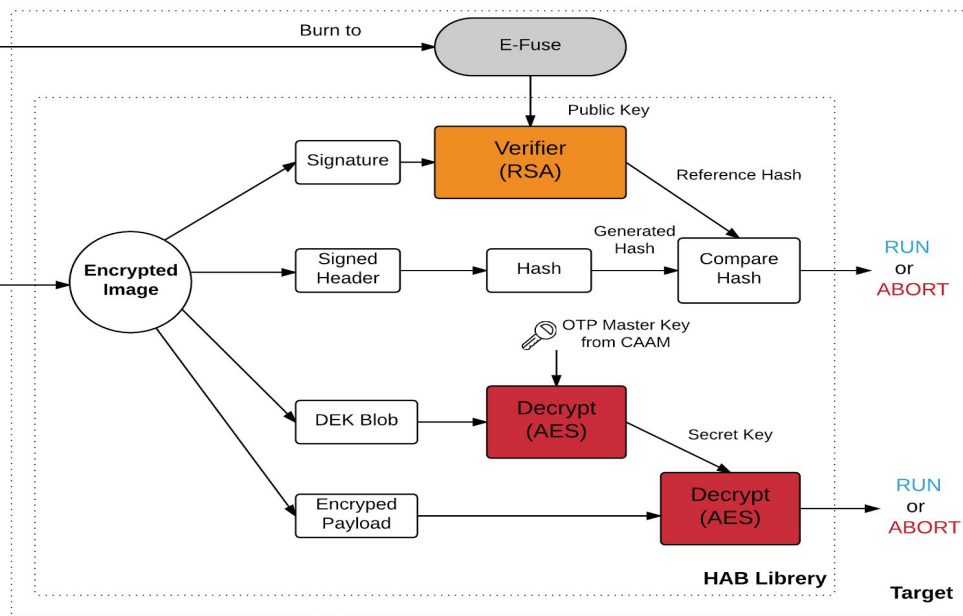 Burn to
E-Fuse
Public Key
Signature
Verifier
(RSA)
Reference Hash
Encrypted
Image
Signed
Header
Hash
Generated
Hash
Compare
Hash
RUN
or
ABORT
OTP Master Key
from CAAM
DEK Blob
Decrypt
(AES)
Secret Key
Encryped
Payload
Decrypt
(AES)
RUN
or
ABORT
HAB Librery
Target